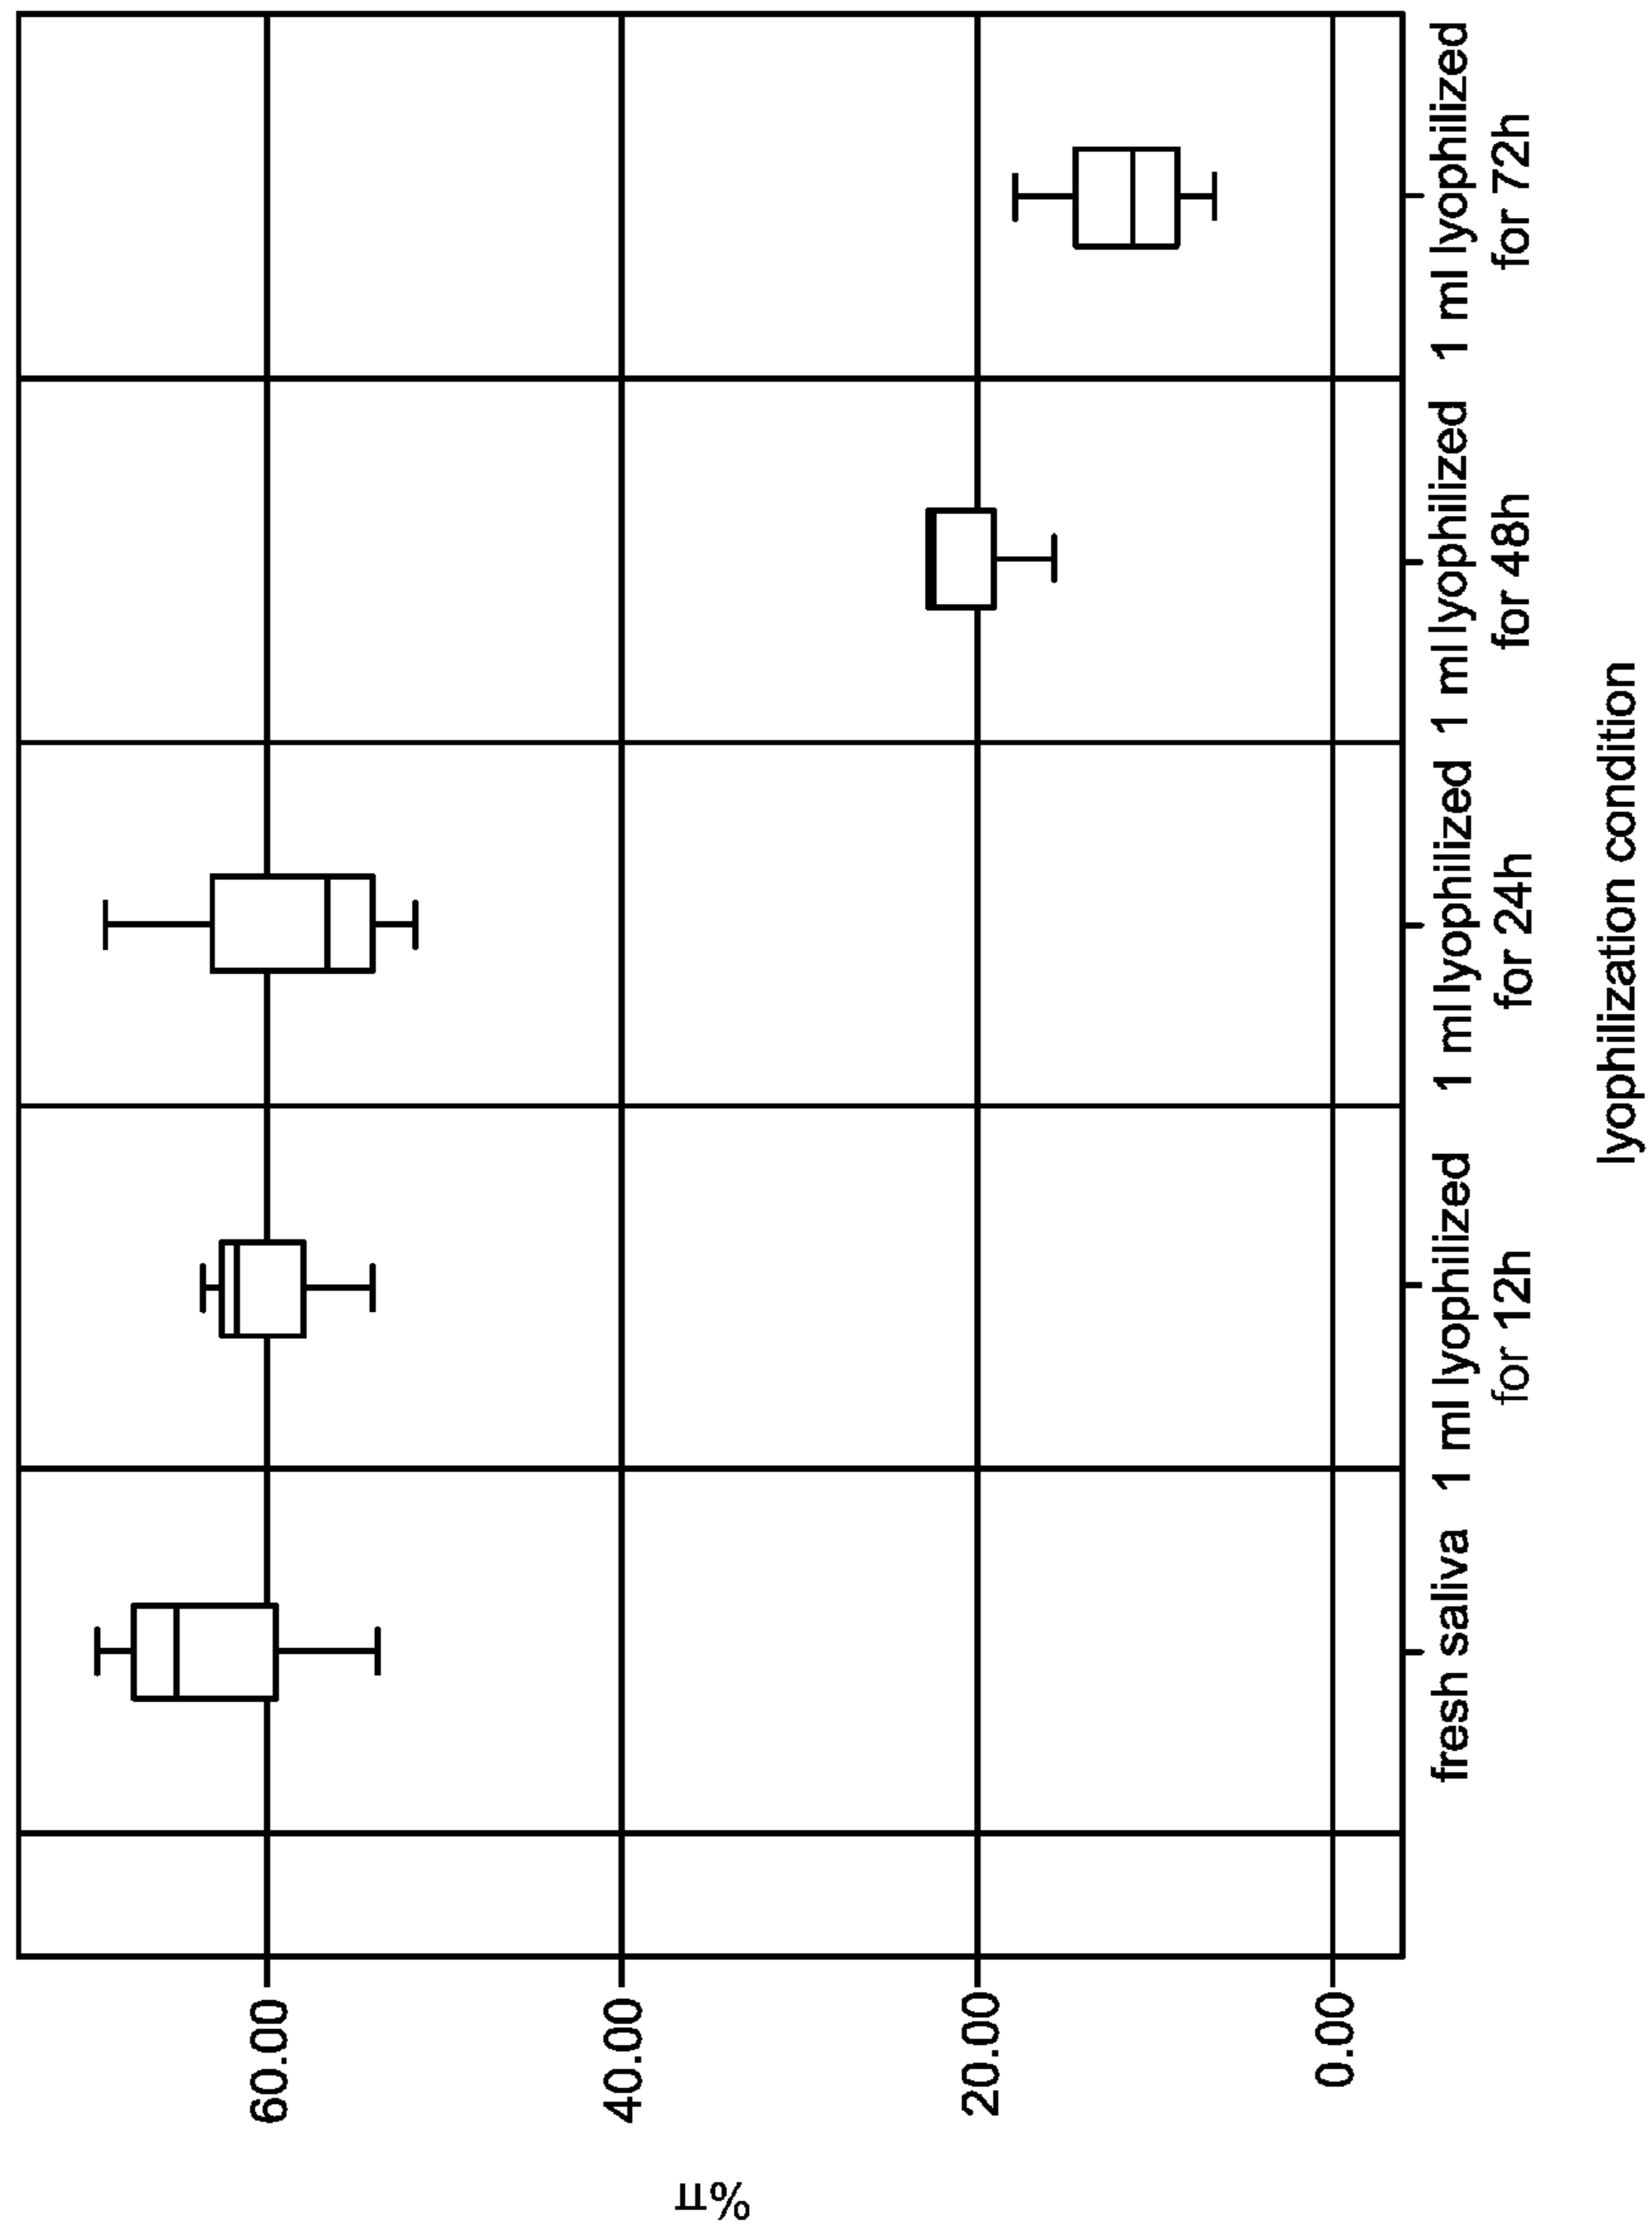 60.00
40.00
20.00
0.00
%π
fresh saliva
1 ml lyophilized
for 12h
1 ml lyophilized
for 24h
1 ml lyophilized
for 48h
1 ml lyophilized
for 72h
lyophilization condition